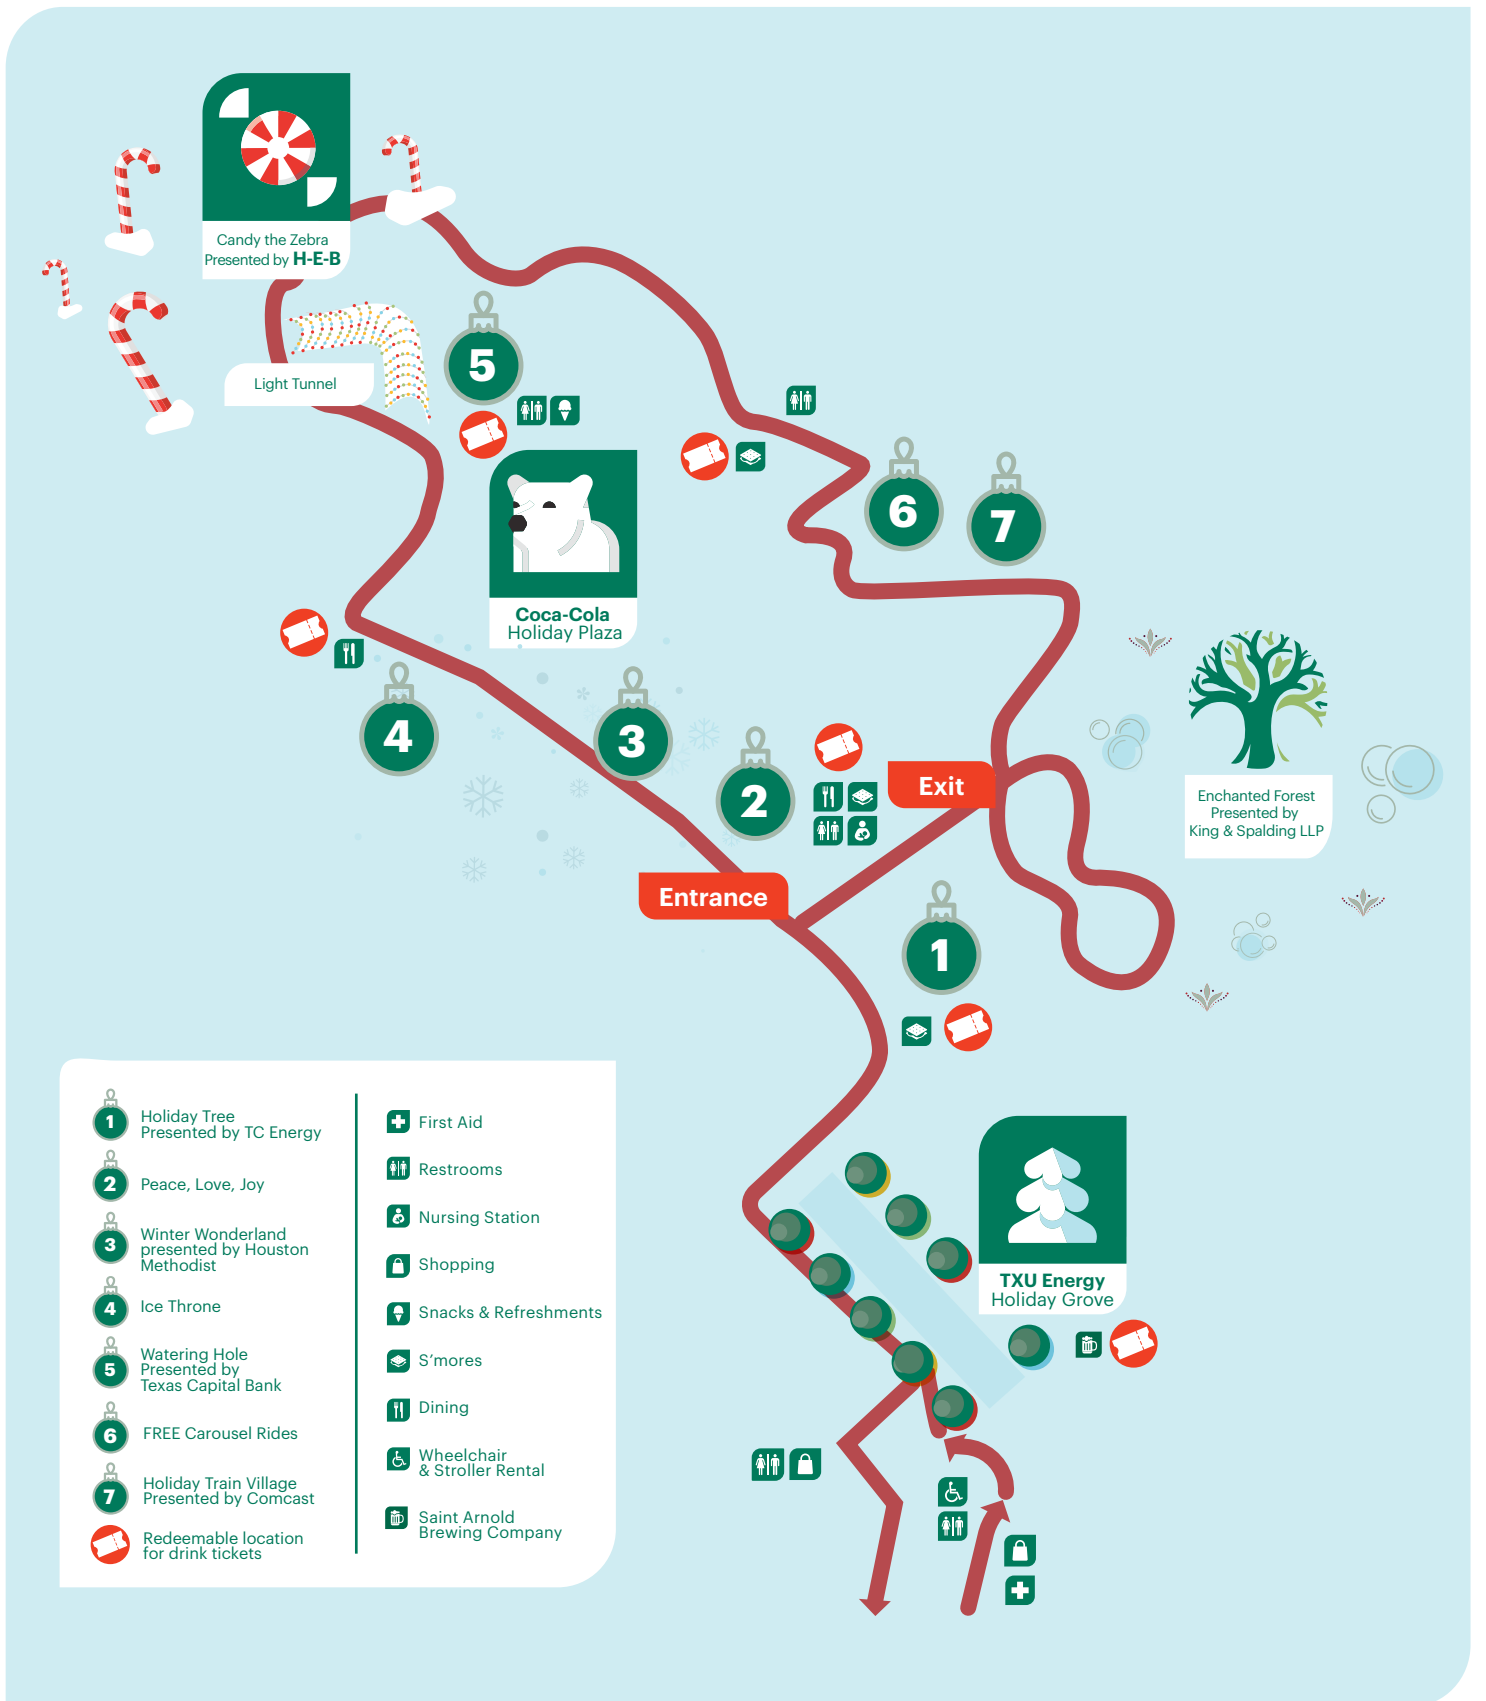 Candy the Zebra
Presented by H-E-B
Light Tunnel
5
6
7
Coca-Cola
Holiday Plaza
4
3
2
Exit
Enchanted Forest
Presented by
King & Spalding LLP
Entrance
1
TXU Energy
Holiday Grove
1
Holiday Tree
Presented by TC Energy
2
Peace, Love, Joy
3
Winter Wonderland
presented by Houston
Methodist
4
Ice Throne
5
Watering Hole
Presented by
Texas Capital Bank
6
FREE Carousel Rides
7
Holiday Train Village
Presented by Comcast
Redeemable location
for drink tickets
First Aid
Restrooms
Nursing Station
Shopping
Snacks & Refreshments
S’mores
Dining
Wheelchair
& Stroller Rental
Saint Arnold
Brewing Company